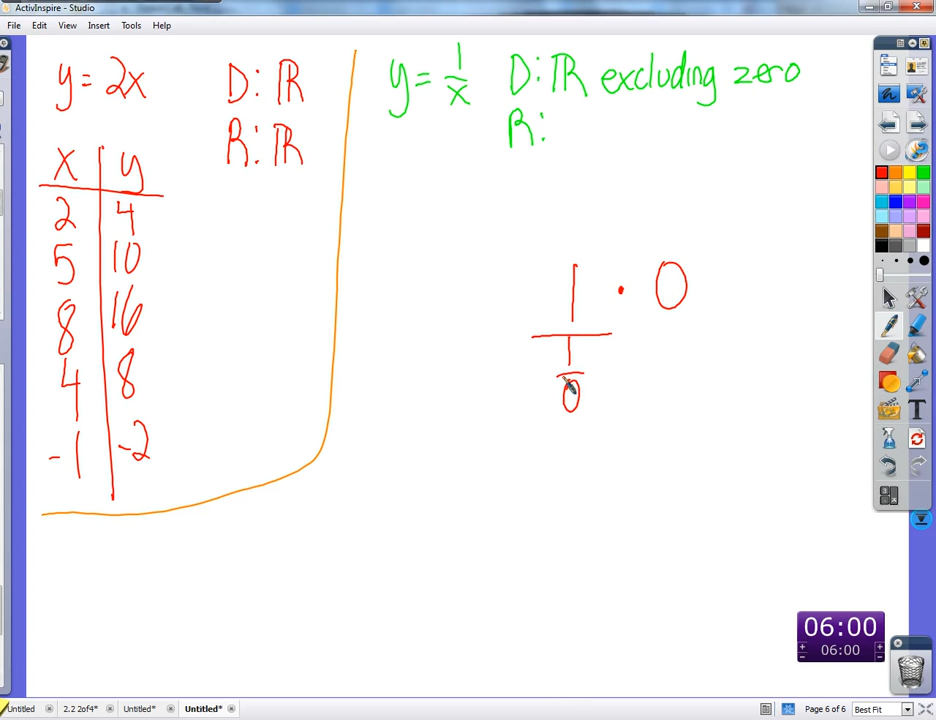 ActivInspire - Studio
File Edit View Insert Tools Help
y = 2x D: ℝ
R: ℝ
x y
2 4
5 10
8 16
4 8
-1 -2
y = 1/x D: ℝ excluding zero
R:
1 · 0
1
0
06:00
06:00
Untitled 2.2 2of4* Untitled* Untitled* Page 6 of 6 Best Fit